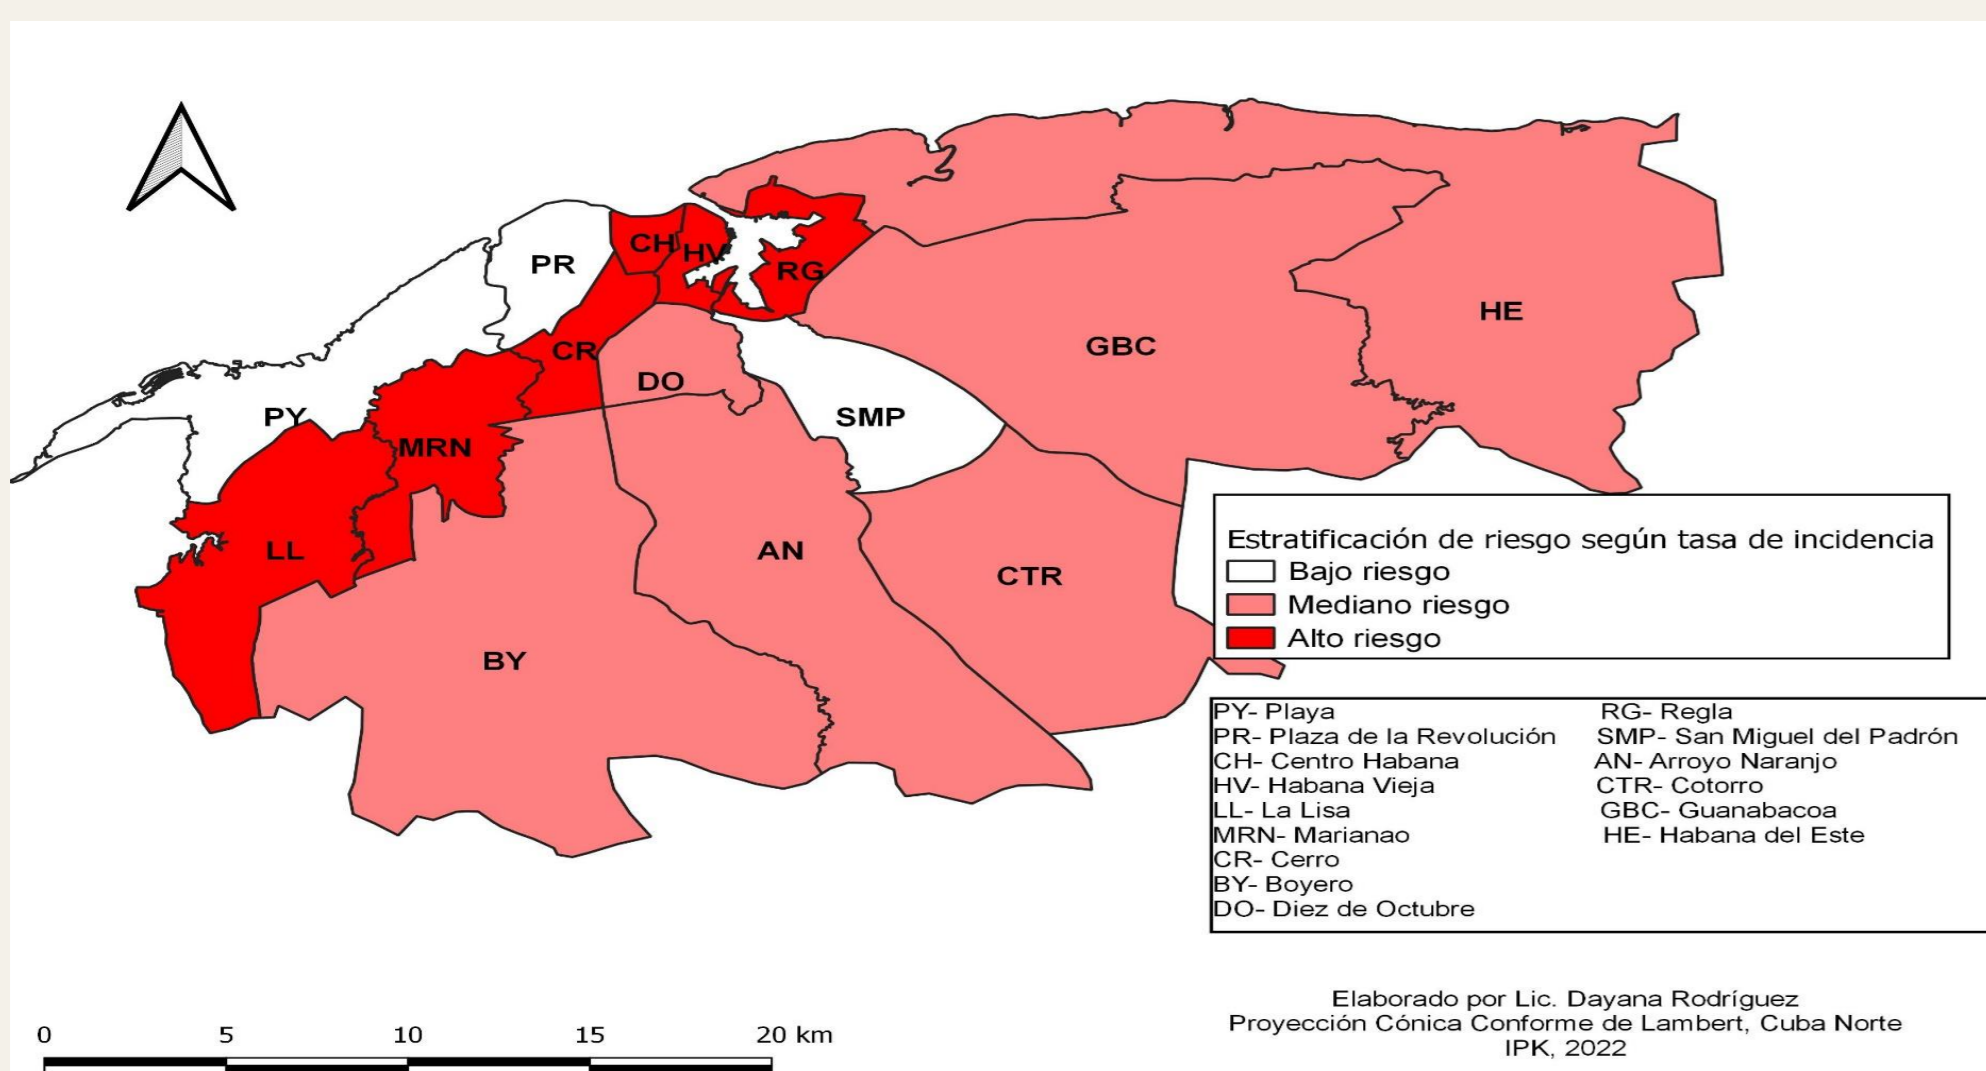 PR
CH
HV
RG
HE
GBC
CR
DO
PY
SMP
MRN
LL
AN
CTR
BY
Estratificación de riesgo según tasa de incidencia
Bajo riesgo
Mediano riesgo
Alto riesgo
PY- Playa
PR- Plaza de la Revolución
CH- Centro Habana
HV- Habana Vieja
LL- La Lisa
MRN- Marianao
CR- Cerro
BY- Boyero
DO- Diez de Octubre
RG- Regla
SMP- San Miguel del Padrón
AN- Arroyo Naranjo
CTR- Cotorro
GBC- Guanabacoa
HE- Habana del Este
0 5 10 15 20 km
Elaborado por Lic. Dayana Rodríguez
Proyección Cónica Conforme de Lambert, Cuba Norte
IPK, 2022